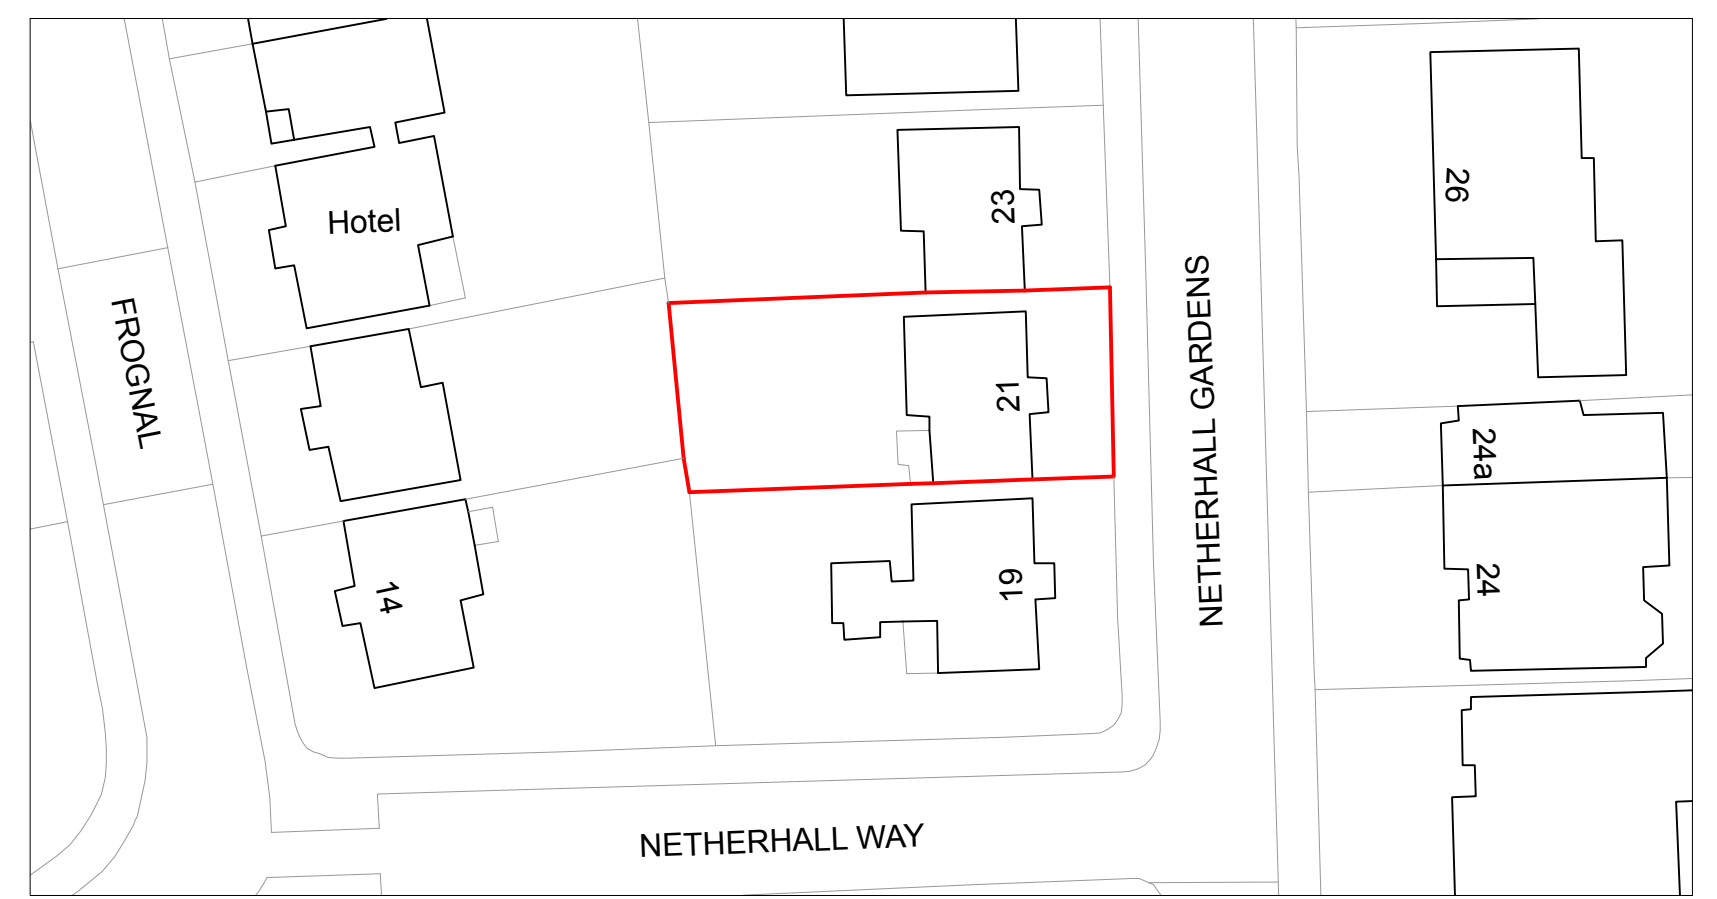 26
23
Hotel
NETHERHALL GARDENS
FROGNAL
21
24a
24
19
14
NETHERHALL WAY